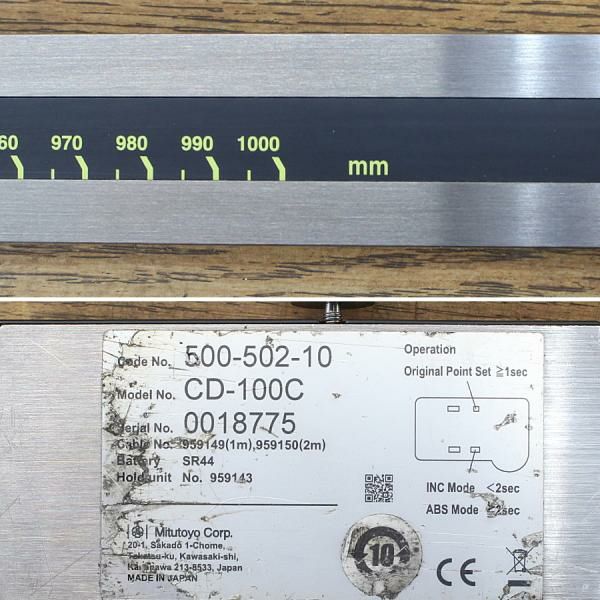 60 970 980 990 1000
mm
Code No. 500-502-10
Model No. CD-100C
Serial No. 0018775
Cable No. 959149(1m),959150(2m)
Battery SR44
Hold unit No. 959143
Operation
Original Point Set ≧1sec
INC Mode <2sec
ABS Mode ≧2sec
Mitutoyo Corp.
20-1, Sakado 1-Chome,
Takatsu-ku, Kawasaki-shi,
Kanagawa 213-8533, Japan
MADE IN JAPAN
10
CE